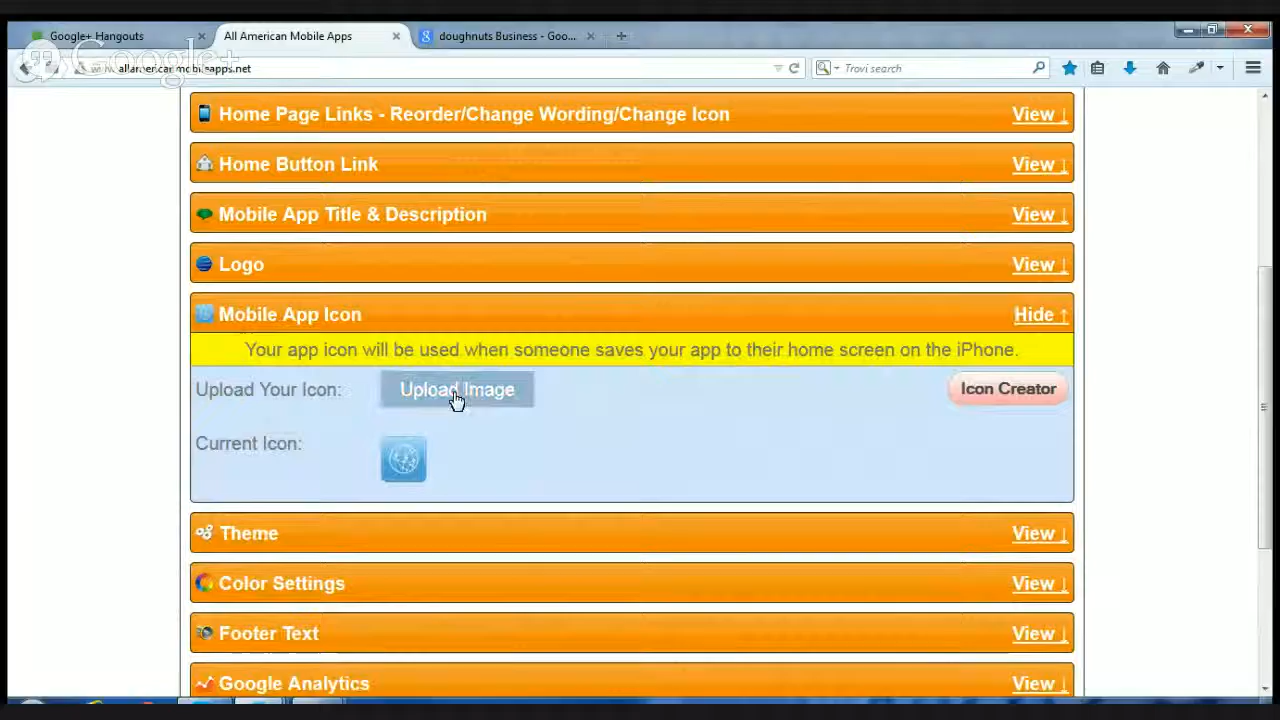 Google+ Hangouts
All American Mobile Apps
doughnuts Business - Goo...
Google+
allamericanmobileapps.net
Trovi search
Home Page Links - Reorder/Change Wording/Change Icon View ↓
Home Button Link View ↓
Mobile App Title & Description View ↓
Logo View ↓
Mobile App Icon Hide ↑
Your app icon will be used when someone saves your app to their home screen on the iPhone.
Upload Your Icon: Upload Image Icon Creator
Current Icon:
Theme View ↓
Color Settings View ↓
Footer Text View ↓
Google Analytics View ↓